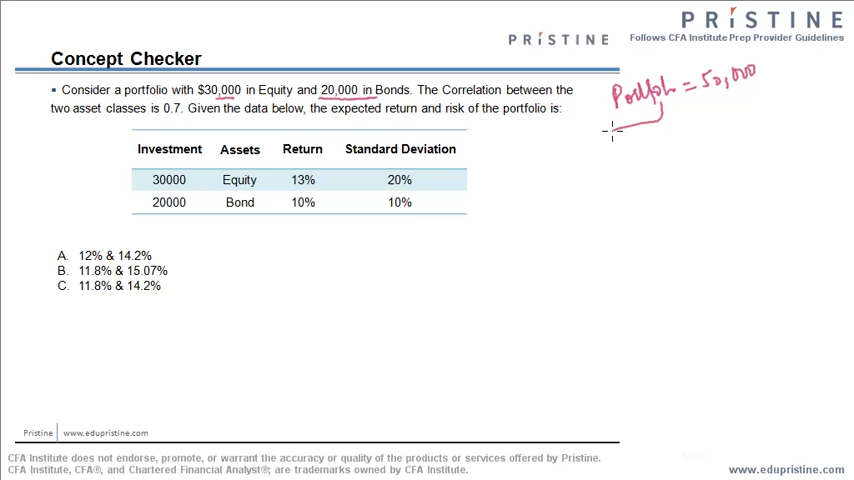 PRISTINE
PRISTINE
Follows CFA Institute Prep Provider Guidelines
Concept Checker
Portfolio = 50,000
▪ Consider a portfolio with $30,000 in Equity and 20,000 in Bonds. The Correlation between the
two asset classes is 0.7. Given the data below, the expected return and risk of the portfolio is:
Investment Assets Return Standard Deviation
30000 Equity 13% 20%
20000 Bond 10% 10%
A. 12% & 14.2%
B. 11.8% & 15.07%
C. 11.8% & 14.2%
Pristine www.edupristine.com
CFA Institute does not endorse, promote, or warrant the accuracy or quality of the products or services offered by Pristine.
CFA Institute, CFA®, and Chartered Financial Analyst®; are trademarks owned by CFA Institute.
www.edupristine.com